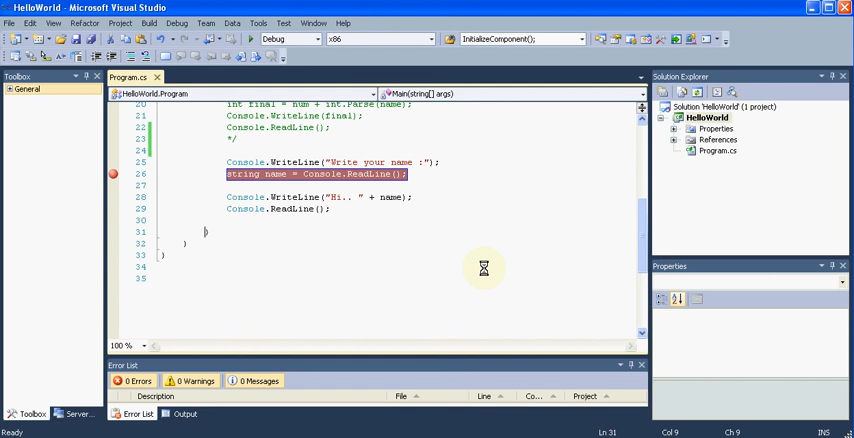 HelloWorld - Microsoft Visual Studio
File Edit View Refactor Project Build Debug Team Data Tools Test Window Help
Debug x86 InitializeComponent();
Toolbox
General
Program.cs
HelloWorld.Program Main(string[] args)
20 int final = num + int.Parse(name);
21 Console.WriteLine(final);
22 Console.ReadLine();
23 */
24
25 Console.WriteLine("Write your name :");
26 string name = Console.ReadLine();
27
28 Console.WriteLine("Hi.. " + name);
29 Console.ReadLine();
30
31 }
32 }
33 }
34
35
100 %
Solution Explorer
Solution 'HelloWorld' (1 project)
HelloWorld
Properties
References
Program.cs
Properties
Error List
0 Errors 0 Warnings 0 Messages
Description File Line Co... Project
Toolbox Server... Error List Output
Ready Ln 31 Col 9 Ch 9 INS